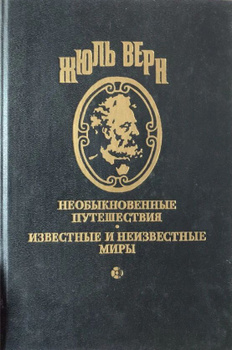 ЖЮЛЬ ВЕРН
НЕОБЫКНОВЕННЫЕ
ПУТЕШЕСТВИЯ
•
ИЗВЕСТНЫЕ И НЕИЗВЕСТНЫЕ
МИРЫ